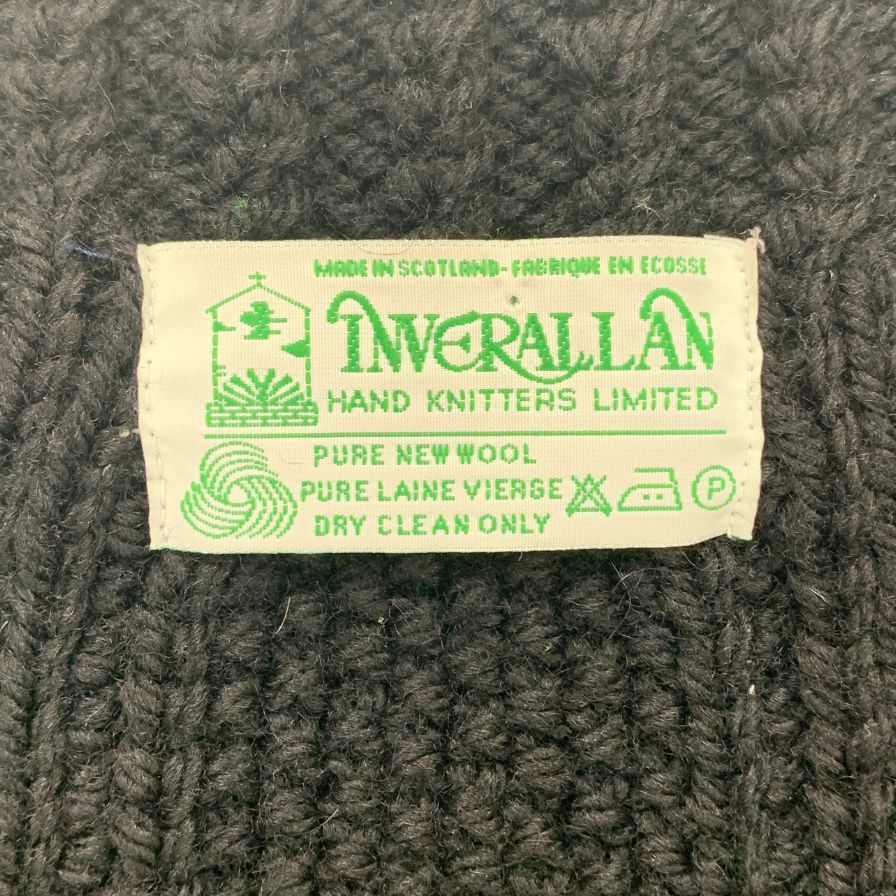 MADE IN SCOTLAND - FABRIQUE EN ECOSSE
INVERALLAN
HAND KNITTERS LIMITED
PURE NEW WOOL
PURE LAINE VIERGE
P
DRY CLEAN ONLY